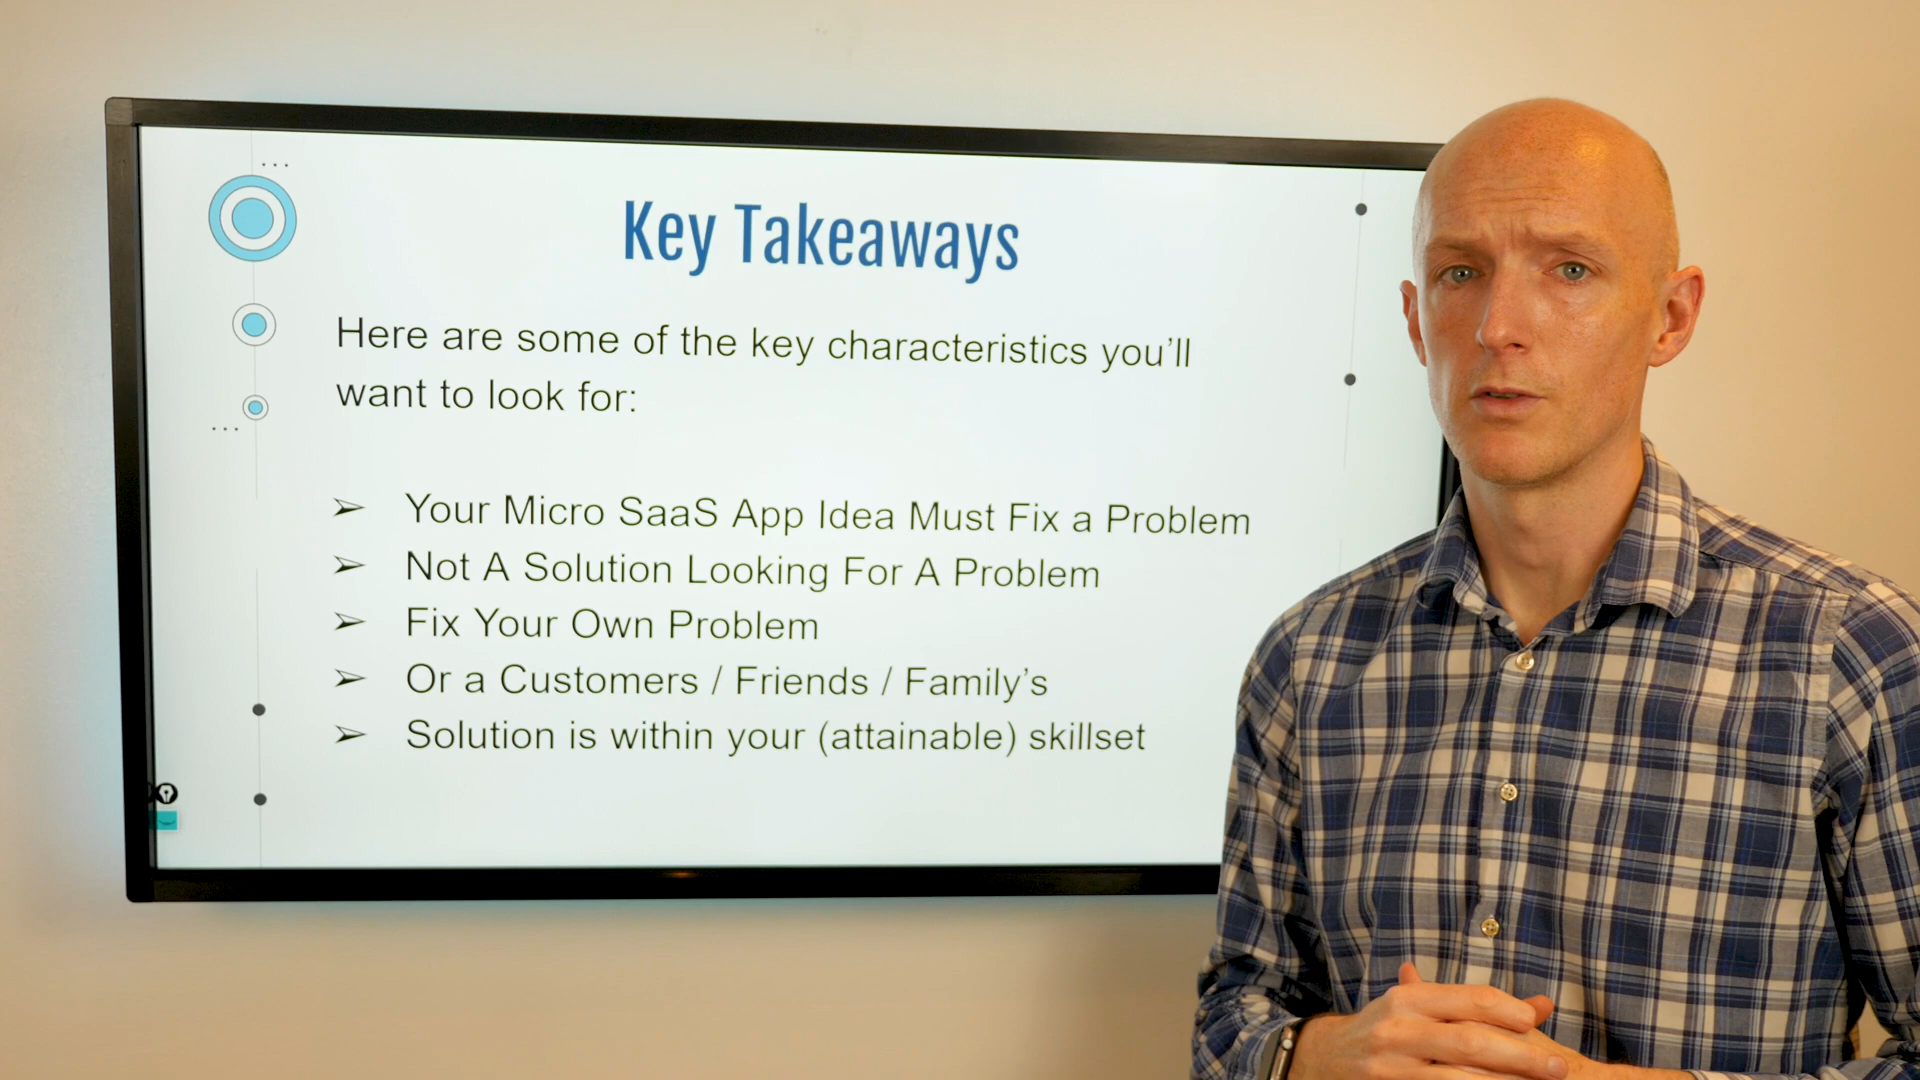 Key Takeaways
Here are some of the key characteristics you'll
want to look for:
➢ Your Micro SaaS App Idea Must Fix a Problem
➢ Not A Solution Looking For A Problem
➢ Fix Your Own Problem
➢ Or a Customers / Friends / Family's
➢ Solution is within your (attainable) skillset